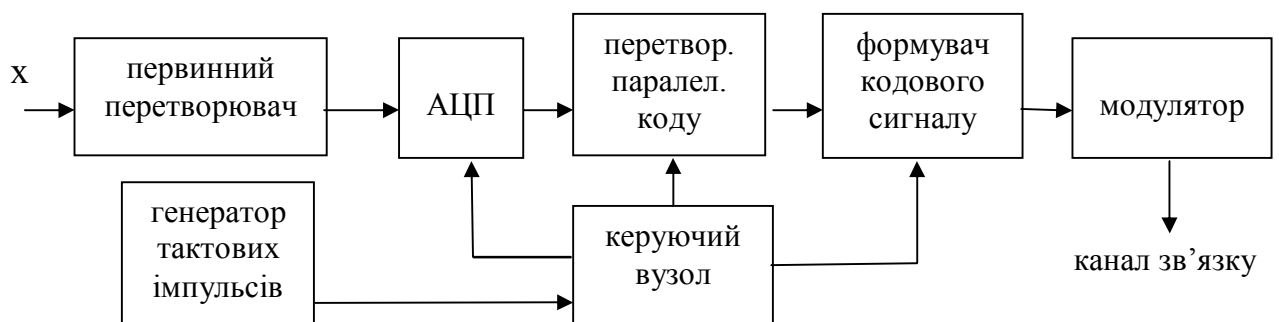 х
первинний
перетворювач
АЦП
перетвор.
паралел.
коду
формувач
кодового
сигналу
модулятор
генератор
тактових
імпульсів
керуючий
вузол
канал зв’язку